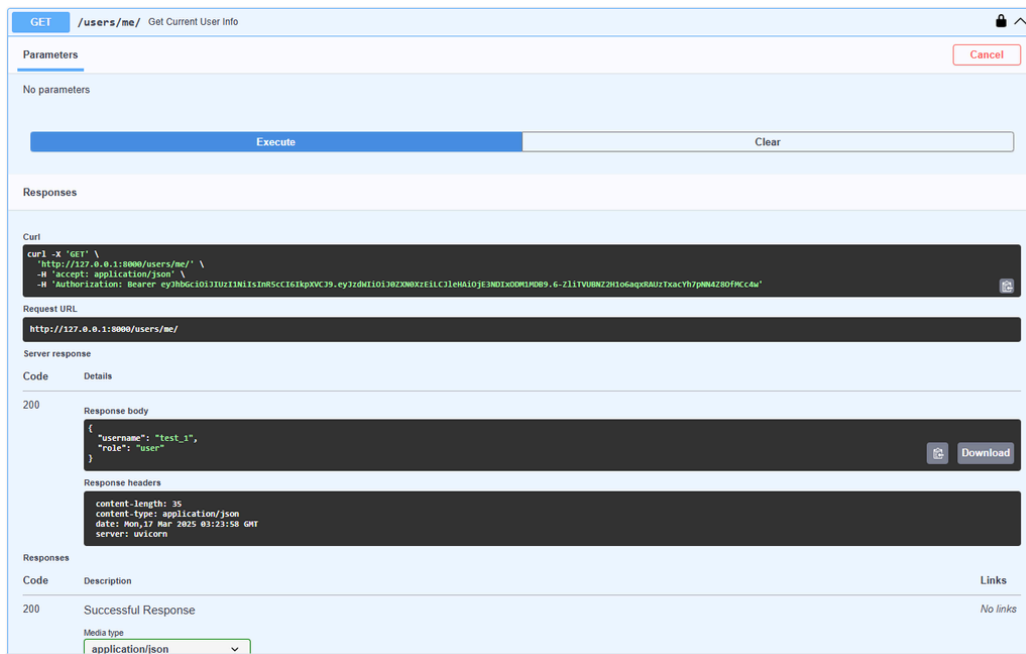 GET /users/me/ Get Current User Info
Parameters
Cancel
No parameters
Execute
Clear
Responses
Curl
curl -X 'GET' \
'http://127.0.0.1:8000/users/me/' \
-H 'accept: application/json' \
-H 'Authorization: Bearer
Request URL
http://127.0.0.1:8000/users/me/
Server response
Code Details
200
Response body
{
"username": "test_1",
"role": "user"
}
Download
Response headers
content-length: 35
content-type: application/json
date: Mon,17 Mar 2025 03:23:58 GMT
server: uvicorn
Responses
Code Description Links
200 Successful Response No links
Media type
application/json